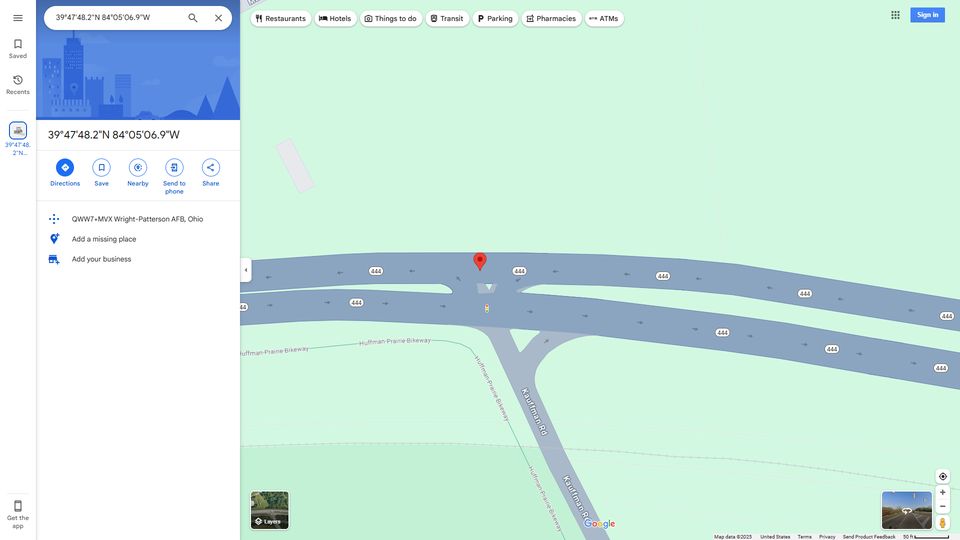 39°47'48.2"N 84°05'06.9"W
Restaurants
Hotels
Things to do
Transit
Parking
Pharmacies
ATMs
Sign in
Saved
Recents
39°47'48.
2"N...
Get the
app
39°47'48.2"N 84°05'06.9"W
Directions
Save
Nearby
Send to
phone
Share
QWW7+MVX Wright-Patterson AFB, Ohio
Add a missing place
Add your business
444
444
444
444
444
444
444
444
444
44
Huffman Prairie Bikeway
Huffman Prairie Bikeway
Huffman Prairie Bikeway
Huffman Prairie Bikeway
Kauffman Rd
Kauffman Rd
Layers
Google
Map data ©2025 United States Terms Privacy Send Product Feedback 50 ft